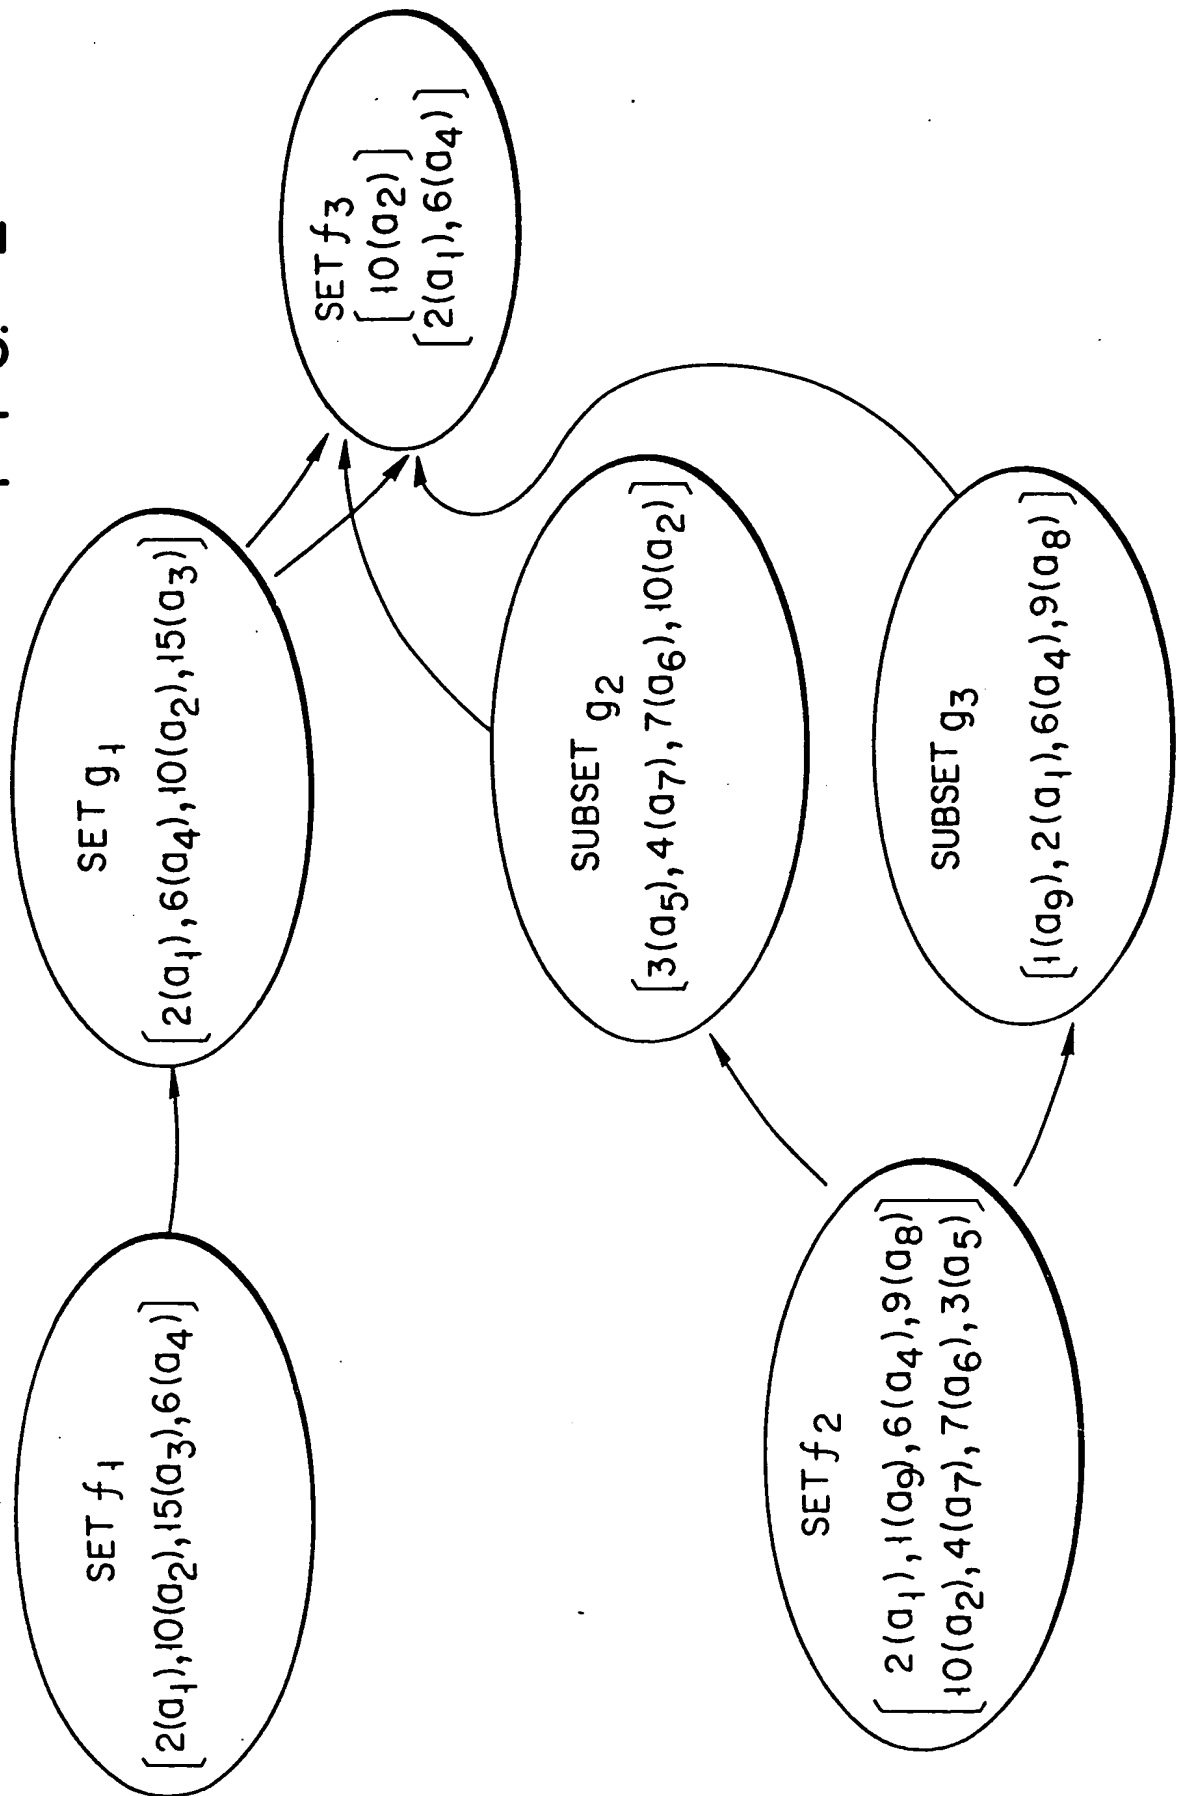 SET f₁
[2(a₁),10(a₂),15(a₃),6(a₄)]
SET g₁
[2(a₁),6(a₄),10(a₂),15(a₃)]
SET f₃
[10(a₂)]
[2(a₁),6(a₄)]
SUBSET g₂
[3(a₅),4(a₇),7(a₆),10(a₂)]
SET f₂
[2(a₁),1(a₉),6(a₄),9(a₈)
10(a₂),4(a₇),7(a₆),3(a₅)]
SUBSET g₃
[1(a₉),2(a₁),6(a₄),9(a₈)]